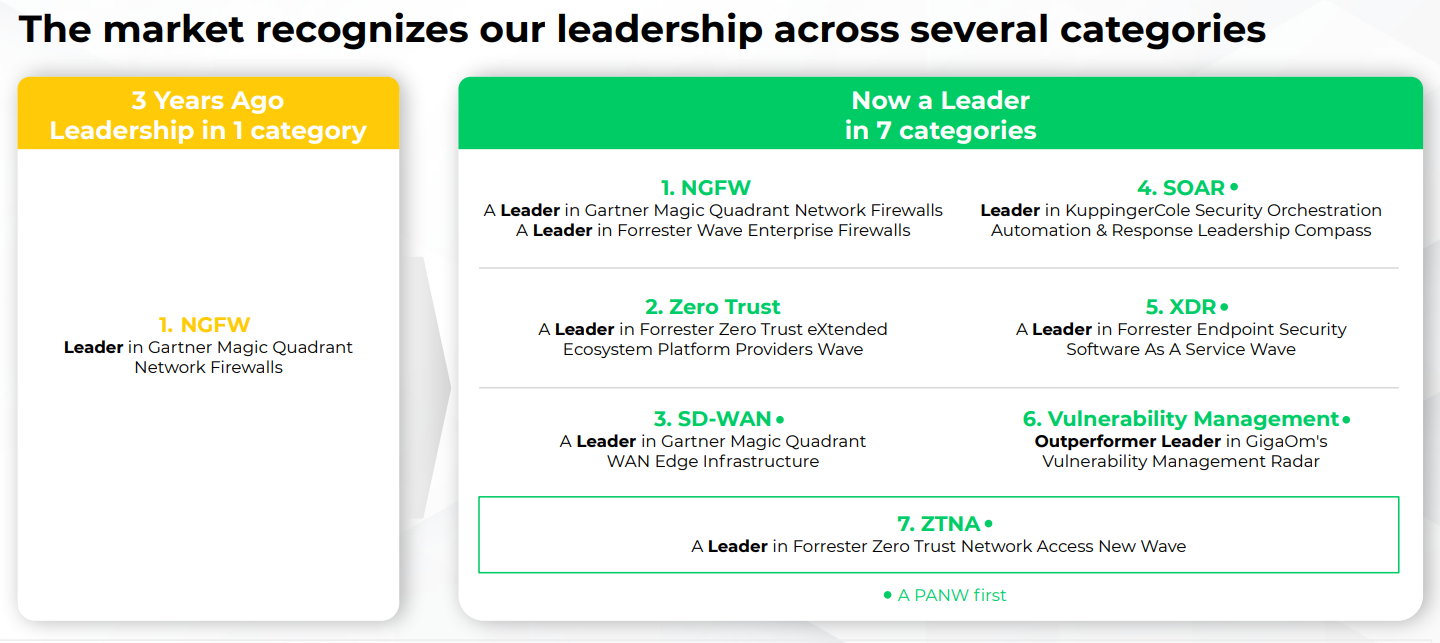 The market recognizes our leadership across several categories
3 Years Ago
Leadership in 1 category
1. NGFW
Leader in Gartner Magic Quadrant
Network Firewalls
Now a Leader
in 7 categories
1. NGFW
A Leader in Gartner Magic Quadrant Network Firewalls
A Leader in Forrester Wave Enterprise Firewalls
4. SOAR •
Leader in KuppingerCole Security Orchestration
Automation & Response Leadership Compass
2. Zero Trust
A Leader in Forrester Zero Trust eXtended
Ecosystem Platform Providers Wave
5. XDR •
A Leader in Forrester Endpoint Security
Software As A Service Wave
3. SD-WAN •
A Leader in Gartner Magic Quadrant
WAN Edge Infrastructure
6. Vulnerability Management •
Outperformer Leader in GigaOm's
Vulnerability Management Radar
7. ZTNA •
A Leader in Forrester Zero Trust Network Access New Wave
• A PANW first